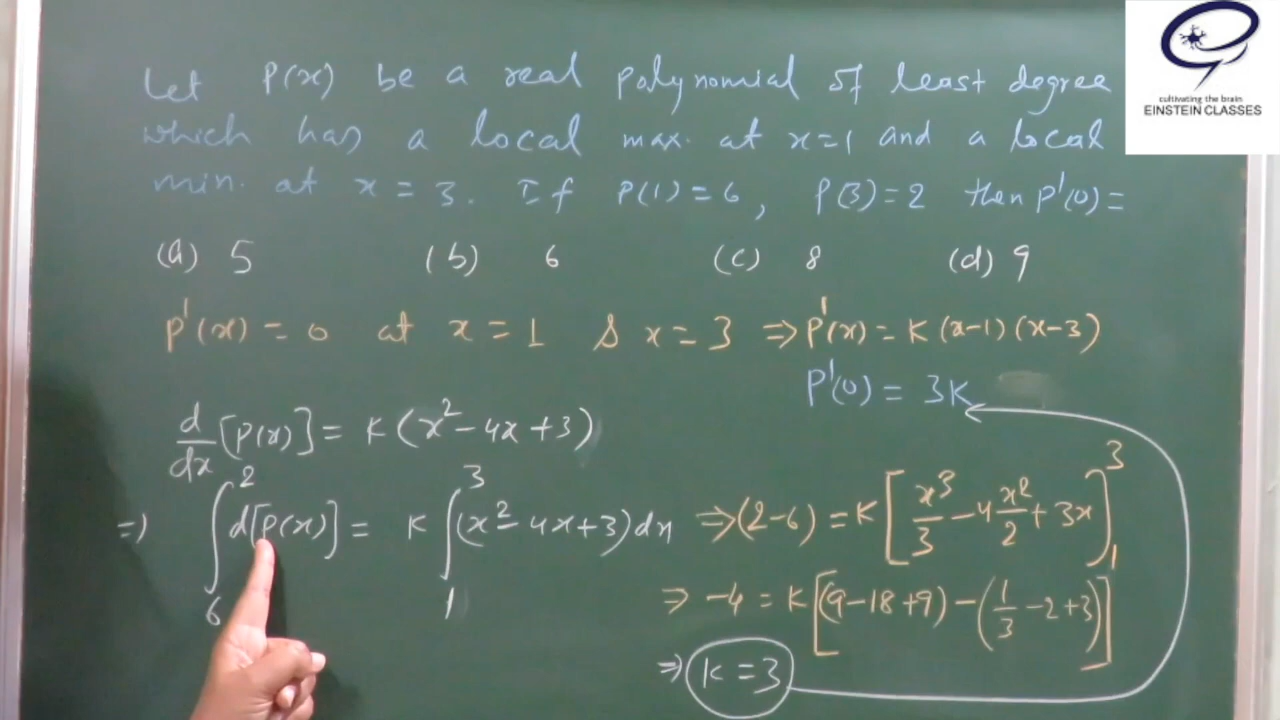 cultivating the brain
EINSTEIN CLASSES
Let P(x) be a real polynomial of least degree
which has a local max. at x=1 and a local
min. at x = 3. If P(1)=6, P(3)=2 then P'(0)=
(a) 5 (b) 6 (c) 8 (d) 9
P'(x) = 0 at x = 1 & x = 3 ⇒ P'(x) = K(x-1)(x-3)
P'(0) = 3K
d/dx [P(x)] = K(x² - 4x + 3)
⇒ ∫₆² d[P(x)] = K ∫₁³ (x² - 4x + 3)dx ⇒ (2-6) = K[x³/3 - 4 x²/2 + 3x]₁³
⇒ -4 = K[(9-18+9) - (1/3 - 2 + 3)]
⇒ K = 3